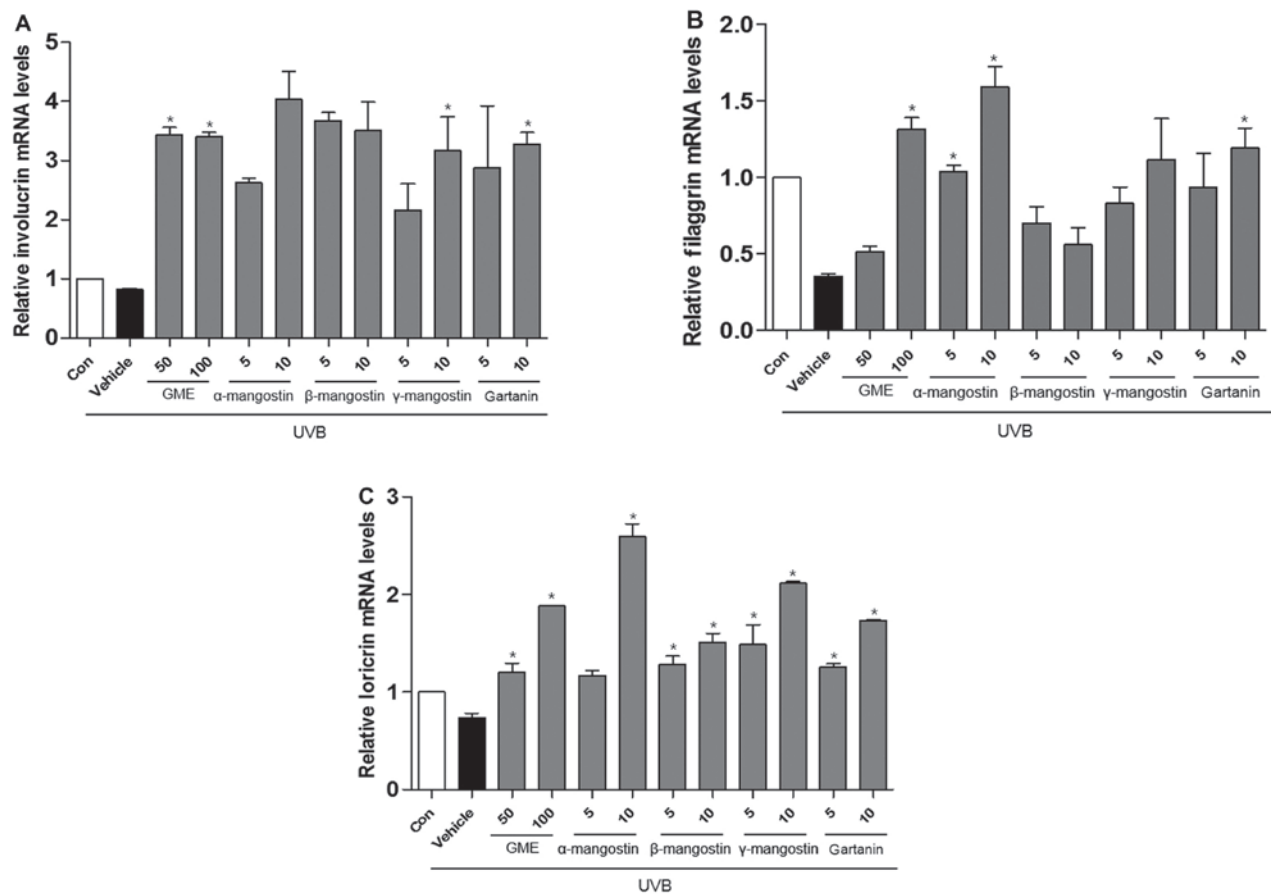 A
Relative involucrin mRNA levels
5
4
3
2
1
0
* * * *
Con Vehicle 50 100 5 10 5 10 5 10 5 10
GME α-mangostin β-mangostin γ-mangostin Gartanin
UVB
B
Relative filaggrin mRNA levels
2.0
1.5
1.0
0.5
0.0
* * * *
Con Vehicle 50 100 5 10 5 10 5 10 5 10
GME α-mangostin β-mangostin γ-mangostin Gartanin
UVB
C
Relative loricrin mRNA levels
3
2
1
0
* * * * * * * * *
Con Vehicle 50 100 5 10 5 10 5 10 5 10
GME α-mangostin β-mangostin γ-mangostin Gartanin
UVB